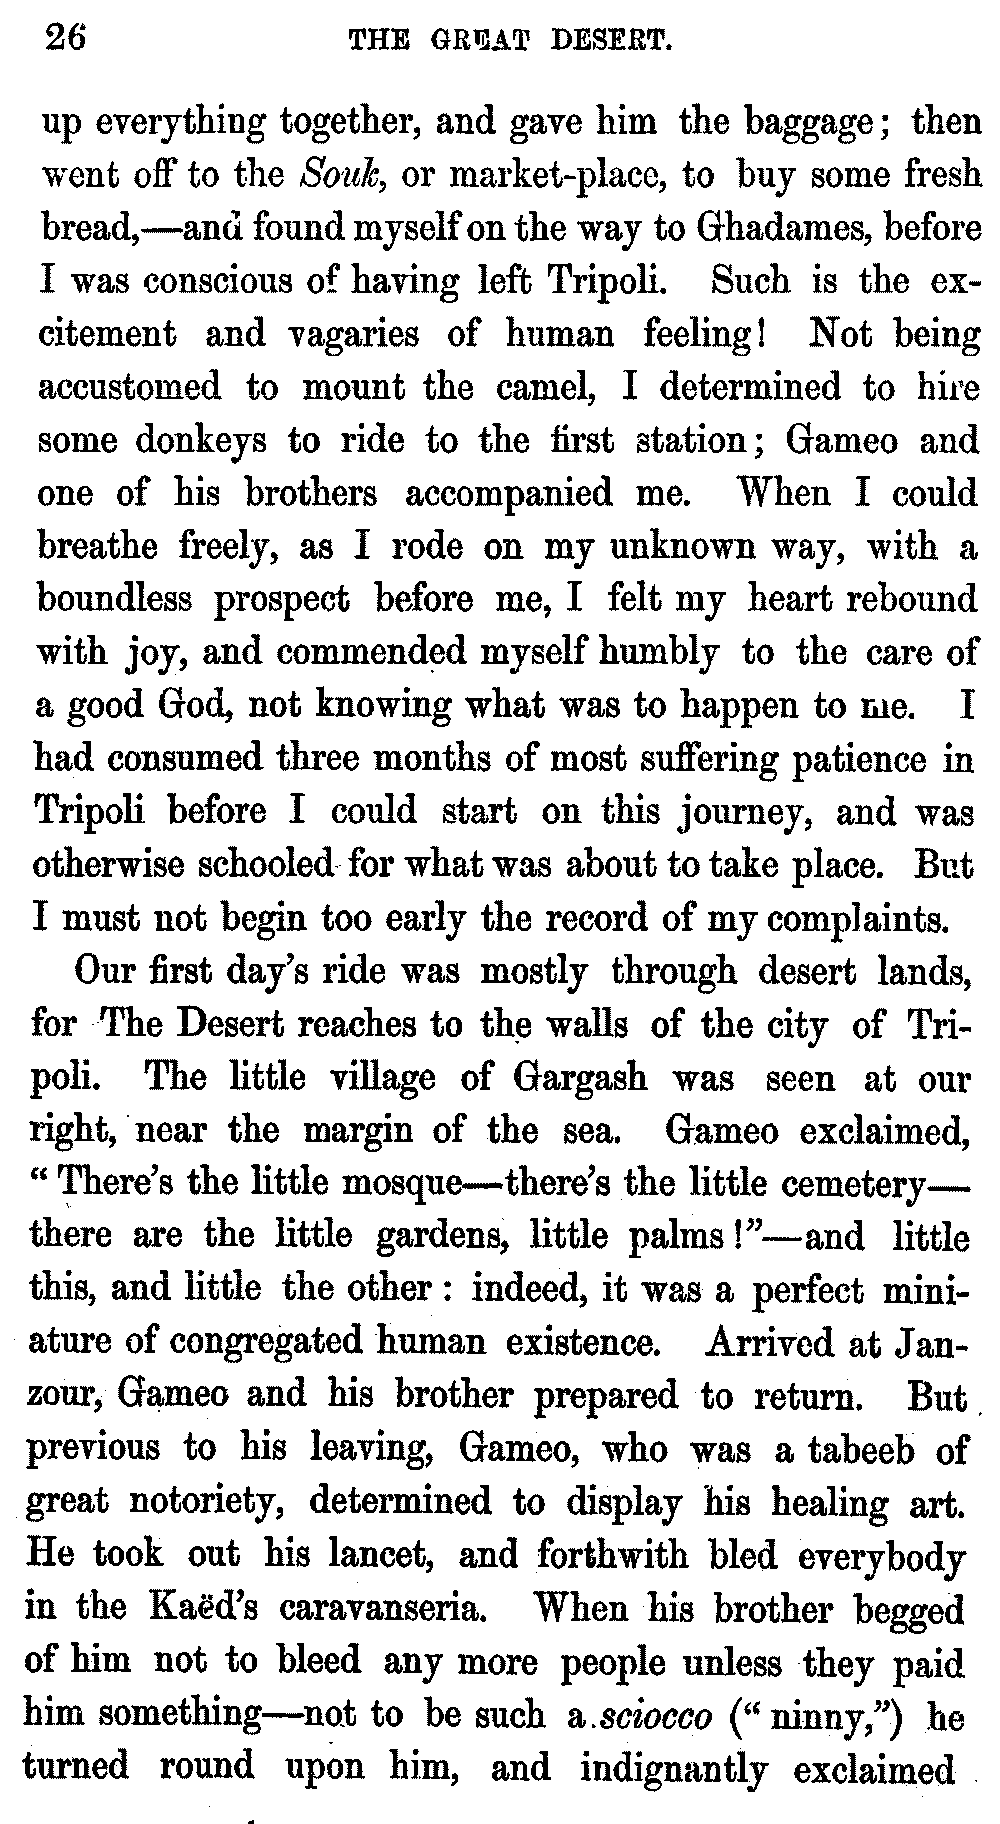 26 THE GREAT DESERT.
up everything together, and gave him the baggage; then
went off to the Souk, or market-place, to buy some fresh
bread,—and found myself on the way to Ghadames, before
I was conscious of having left Tripoli. Such is the ex-
citement and vagaries of human feeling! Not being
accustomed to mount the camel, I determined to hire
some donkeys to ride to the first station; Gameo and
one of his brothers accompanied me. When I could
breathe freely, as I rode on my unknown way, with a
boundless prospect before me, I felt my heart rebound
with joy, and commended myself humbly to the care of
a good God, not knowing what was to happen to me. I
had consumed three months of most suffering patience in
Tripoli before I could start on this journey, and was
otherwise schooled for what was about to take place. But
I must not begin too early the record of my complaints.
Our first day's ride was mostly through desert lands,
for The Desert reaches to the walls of the city of Tri-
poli. The little village of Gargash was seen at our
right, near the margin of the sea. Gameo exclaimed,
“There's the little mosque—there's the little cemetery—
there are the little gardens, little palms!”—and little
this, and little the other: indeed, it was a perfect mini-
ature of congregated human existence. Arrived at Jan-
zour, Gameo and his brother prepared to return. But
previous to his leaving, Gameo, who was a tabeeb of
great notoriety, determined to display his healing art.
He took out his lancet, and forthwith bled everybody
in the Kaëd's caravanseria. When his brother begged
of him not to bleed any more people unless they paid
him something—not to be such a sciocco (“ninny,”) he
turned round upon him, and indignantly exclaimed